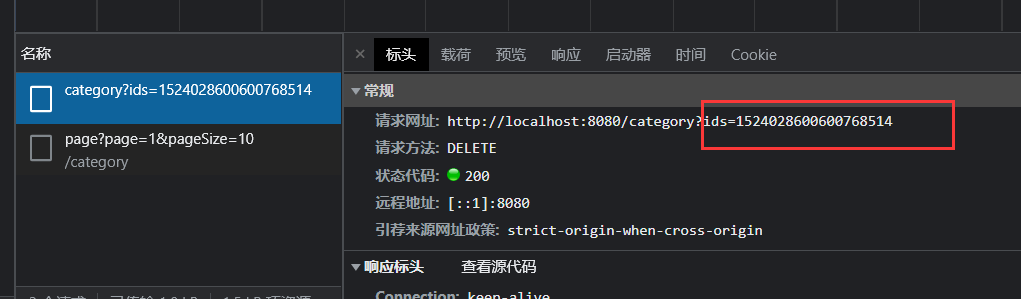 名称
category?ids=1524028600600768514
page?page=1&pageSize=10
/category
× 标头 载荷 预览 响应 启动器 时间 Cookie
▼ 常规
请求网址: http://localhost:8080/category?ids=1524028600600768514
请求方法: DELETE
状态代码: 200
远程地址: [::1]:8080
引荐来源网址政策: strict-origin-when-cross-origin
▼ 响应标头 查看源代码
Connection: keep-alive